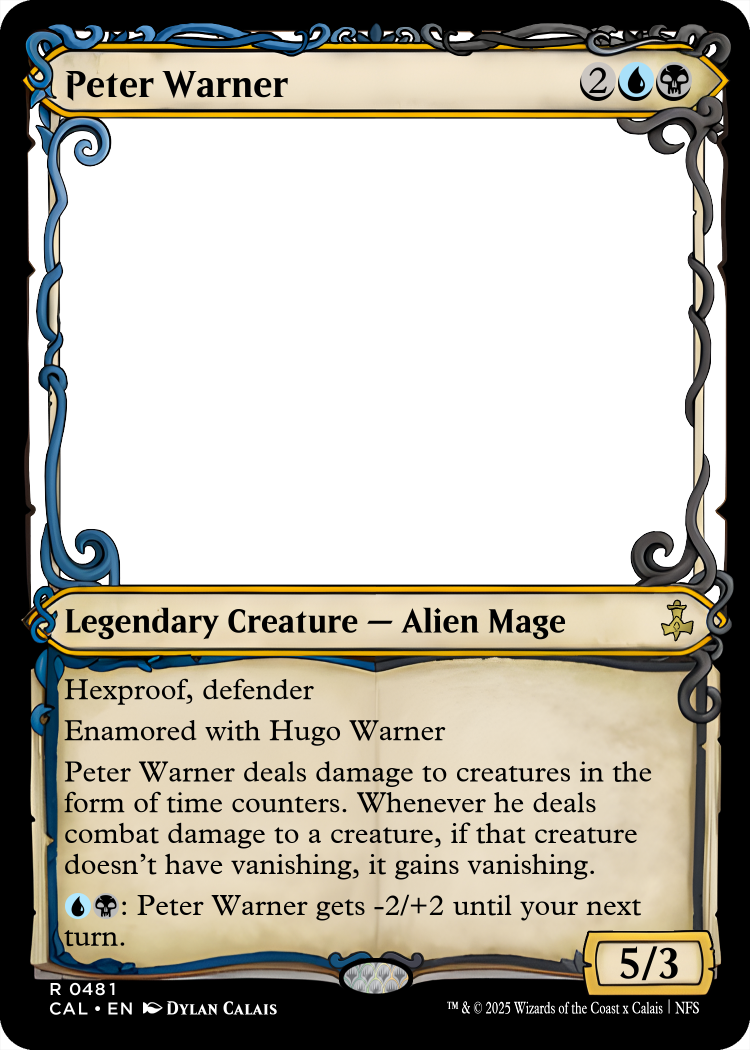 Peter Warner 2
Legendary Creature — Alien Mage
Hexproof, defender
Enamored with Hugo Warner
Peter Warner deals damage to creatures in the
form of time counters. Whenever he deals
combat damage to a creature, if that creature
doesn’t have vanishing, it gains vanishing.
: Peter Warner gets -2/+2 until your next
turn.
5/3
R 0481
CAL • EN DYLAN CALAIS
™ & © 2025 Wizards of the Coast x Calais | NFS